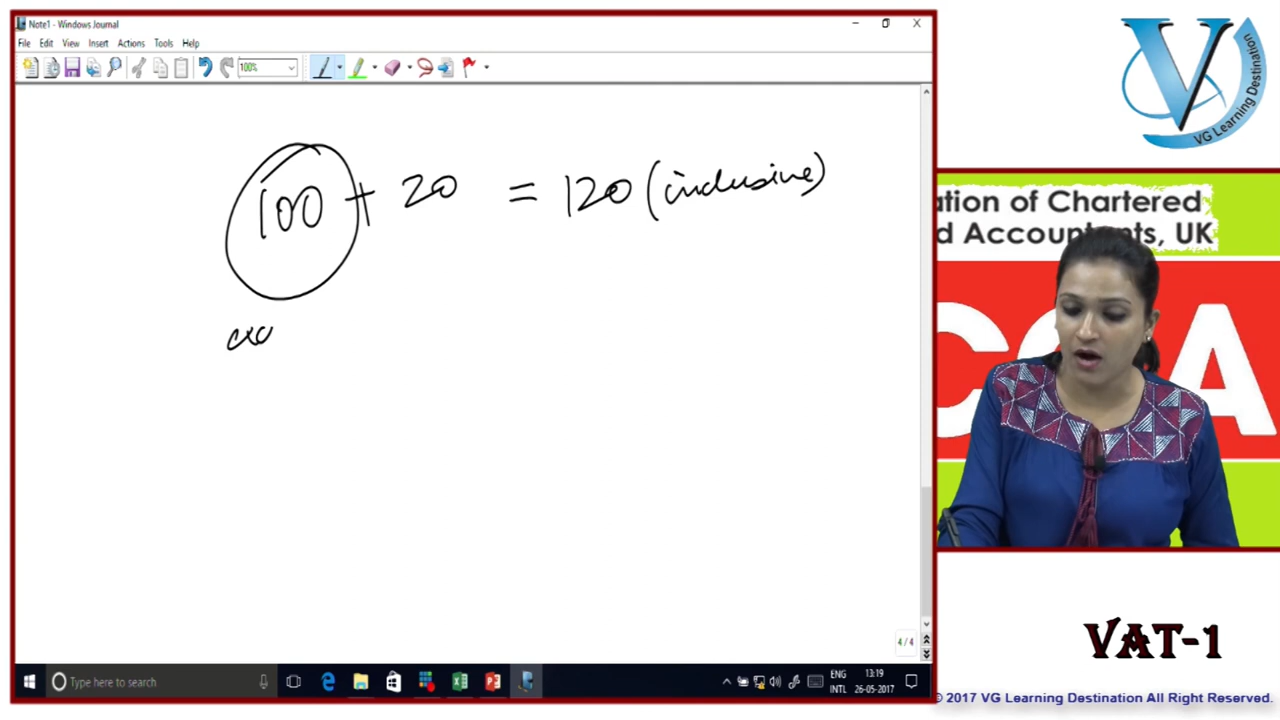 Note1 - Windows Journal
File Edit View Insert Actions Tools Help
100%
100 + 20 = 120 (inclusive)
exc
4 / 4
Type here to search
ENG
INTL
13:19
26-05-2017
V
VG Learning Destination
ation of Chartered
d Accountants, UK
CCA
VAT-1
© 2017 VG Learning Destination All Right Reserved.